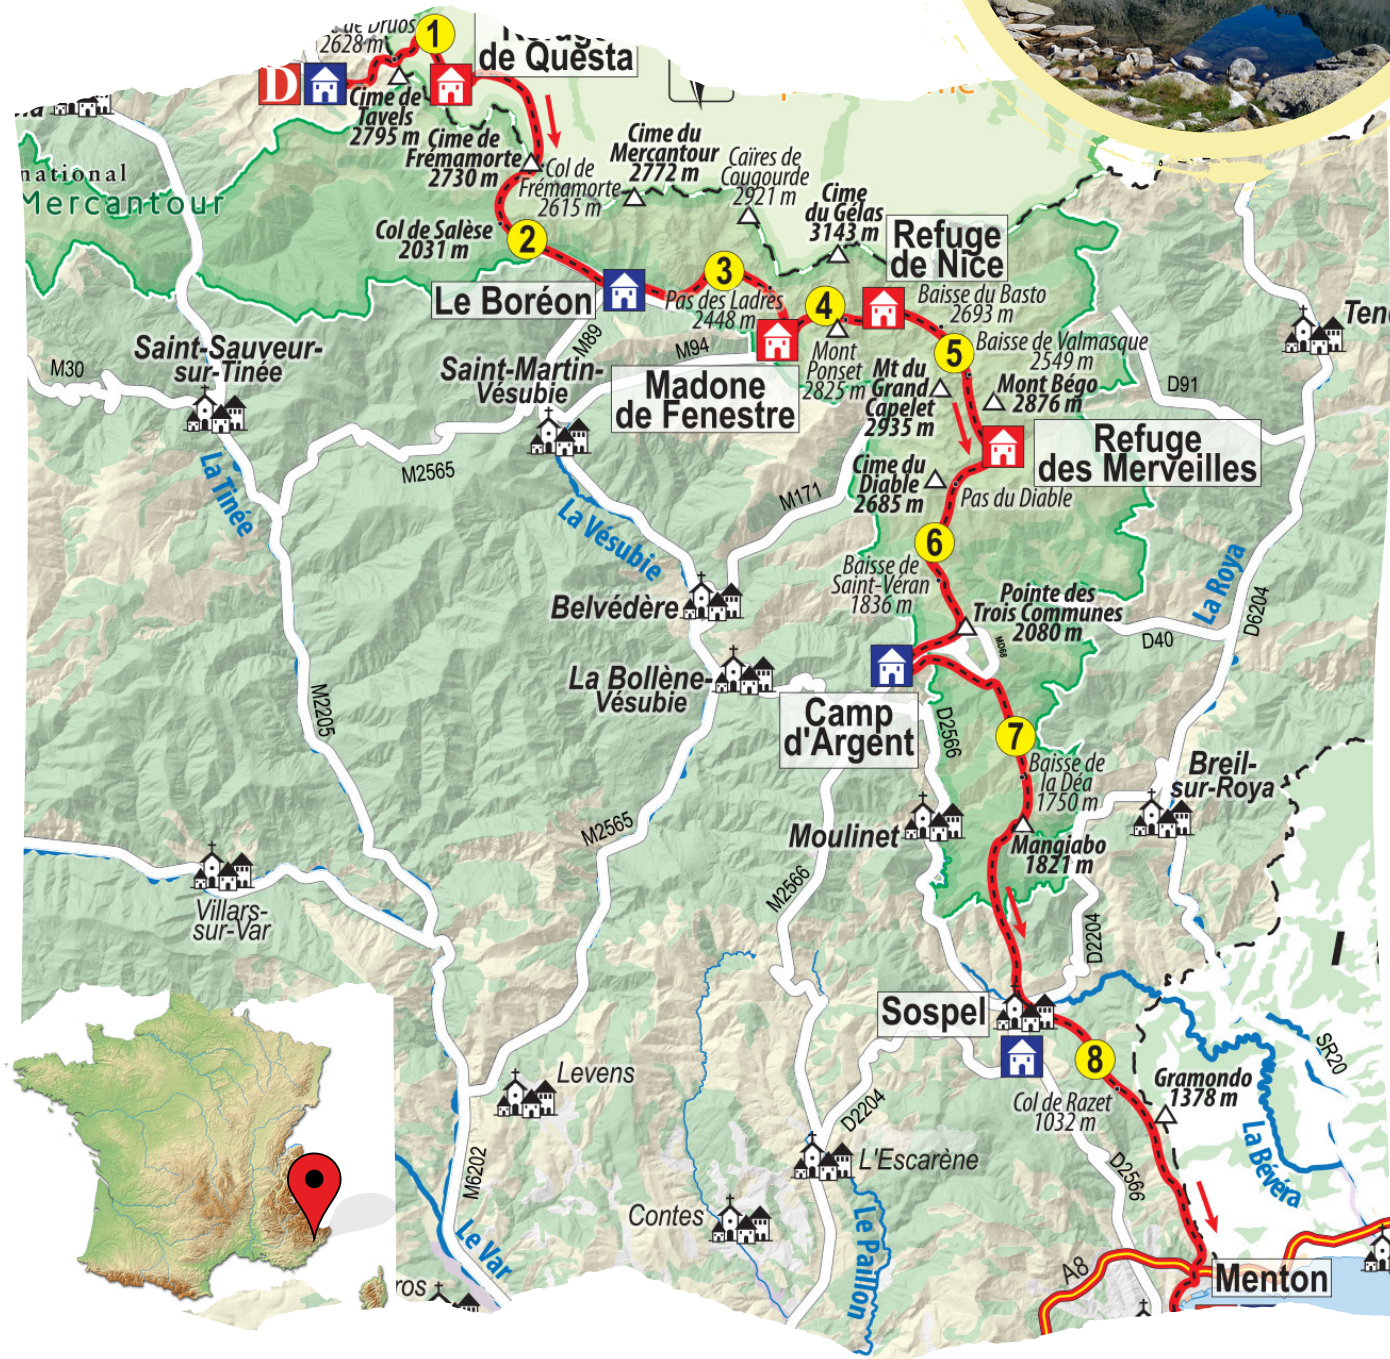 de Druos
2628 m
1
Refuge
de Questa
D
Cime de
Tavels
2795 m
Cime de
Frémamorte
2730 m
Col de
Frémamorte
2615 m
Cime du
Mercantour
2772 m
Caïres de
Cougourde
2921 m
Cime
du Gélas
3143 m
national
Mercantour
Col de Salèse
2031 m
2
Refuge
de Nice
3
Le Boréon
Pas des Ladres
2448 m
4
Baisse du Basto
2693 m
M89
M94
Mont
Ponset
2825 m
5
Baisse de Valmasque
2549 m
Saint-Sauveur-
sur-Tinée
M30
Saint-Martin-
Vésubie
Madone
de Fenestre
Mt du
Grand
Capelet
2935 m
Mont Bégo
2876 m
D91
Refuge
des Merveilles
M2565
La Tinée
Cime du
Diable
2685 m
Pas du Diable
M171
La Vésubie
6
Baisse de
Saint-Véran
1836 m
La Roya
D6204
Belvédère
Pointe des
Trois Communes
2080 m
MD68
D40
La Bollène-
Vésubie
M2205
Camp
d'Argent
D2566
7
Baisse de
la Déa
1750 m
Breil-
sur-Roya
Moulinet
Mangiabo
1821 m
M2565
M2566
Villars-
sur-Var
D2204
I
Sospel
8
SR20
Gramondo
1378 m
Col de Razet
1032 m
Levens
D2204
La Bévéra
L'Escarène
D2566
M6202
Contes
Le Var
Le Paillon
A8
Menton
ros